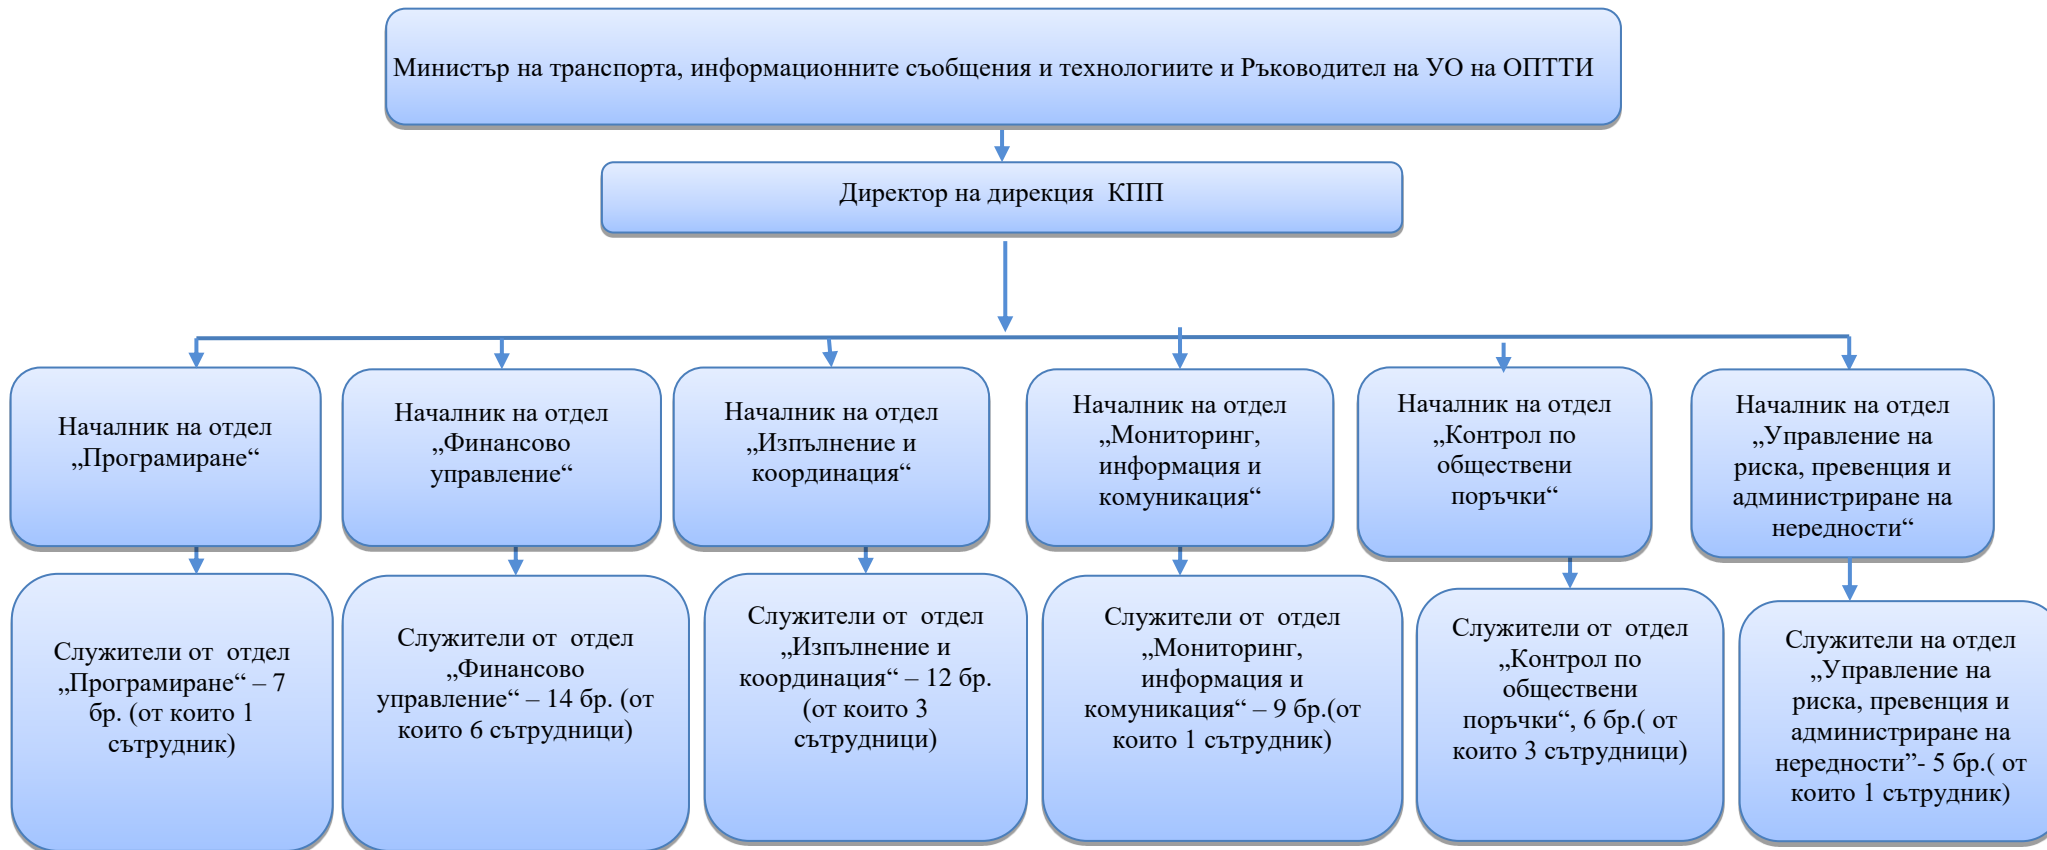 Министър на транспорта, информационните съобщения и технологиите и Ръководител на УО на ОПТТИ
Директор на дирекция КПП
Началник на отдел
„Програмиране“
Началник на отдел
„Финансово
управление“
Началник на отдел
„Изпълнение и
координация“
Началник на отдел
„Мониторинг,
информация и
комуникация“
Началник на отдел
„Контрол по
обществени
поръчки“
Началник на отдел
„Управление на
риска, превенция и
администриране на
нередности“
Служители от отдел
„Програмиране“ – 7
бр. (от които 1
сътрудник)
Служители от отдел
„Финансово
управление“ – 14 бр. (от
които 6 сътрудници)
Служители от отдел
„Изпълнение и
координация“ – 12 бр.
(от които 3
сътрудници)
Служители от отдел
„Мониторинг,
информация и
комуникация“ – 9 бр.(от
които 1 сътрудник)
Служители от отдел
„Контрол по
обществени
поръчки“, 6 бр.( от
които 3 сътрудници)
Служители на отдел
„Управление на
риска, превенция и
администриране на
нередности”- 5 бр.( от
които 1 сътрудник)